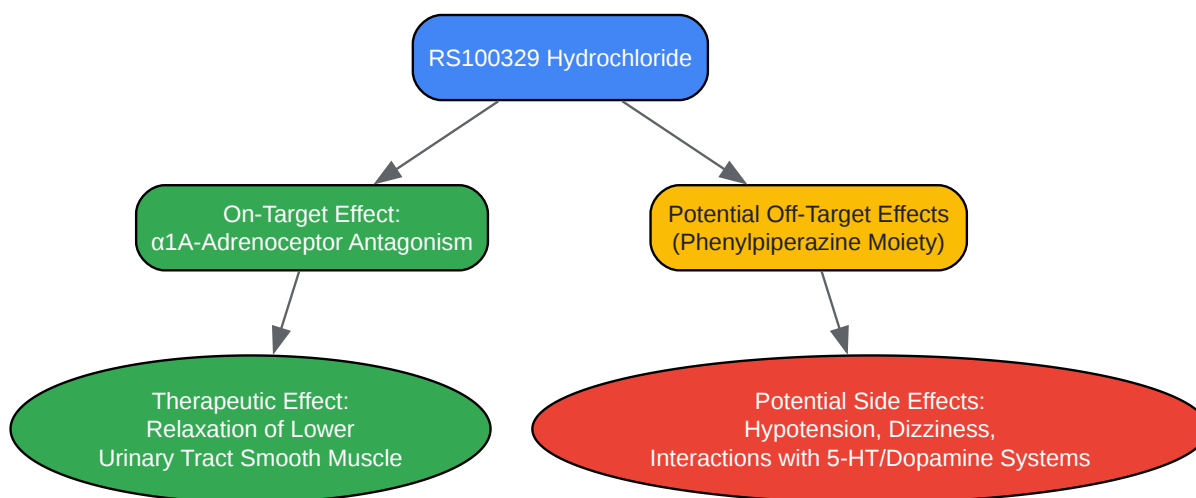 RS100329 Hydrochloride
On-Target Effect:
α1A-Adrenoceptor Antagonism
Potential Off-Target Effects
(Phenylpiperazine Moiety)
Therapeutic Effect:
Relaxation of Lower
Urinary Tract Smooth Muscle
Potential Side Effects:
Hypotension, Dizziness,
Interactions with 5-HT/Dopamine Systems